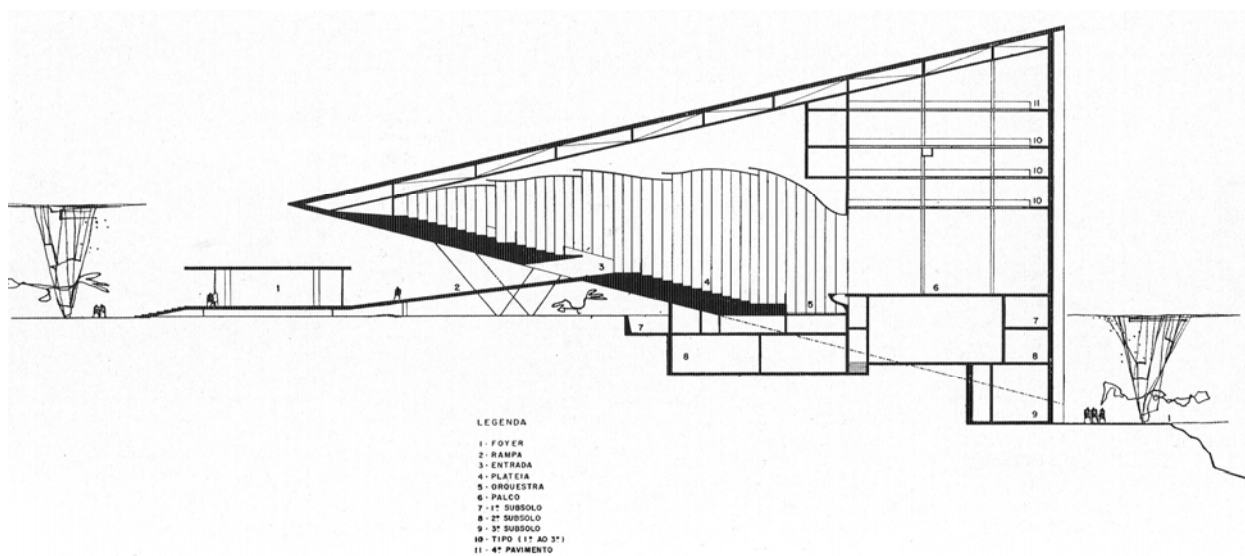 11
10
10
10
1
2
3
4
5
6
7
7
8
8
9
LEGENDA
1 - FOYER
2 - RAMPA
3 - ENTRADA
4 - PLATEIA
5 - ORQUESTRA
6 - PALCO
7 - 1º SUBSOLO
8 - 2º SUBSOLO
9 - 3º SUBSOLO
10 - TIPO (1º AO 3º)
11 - 4º PAVIMENTO